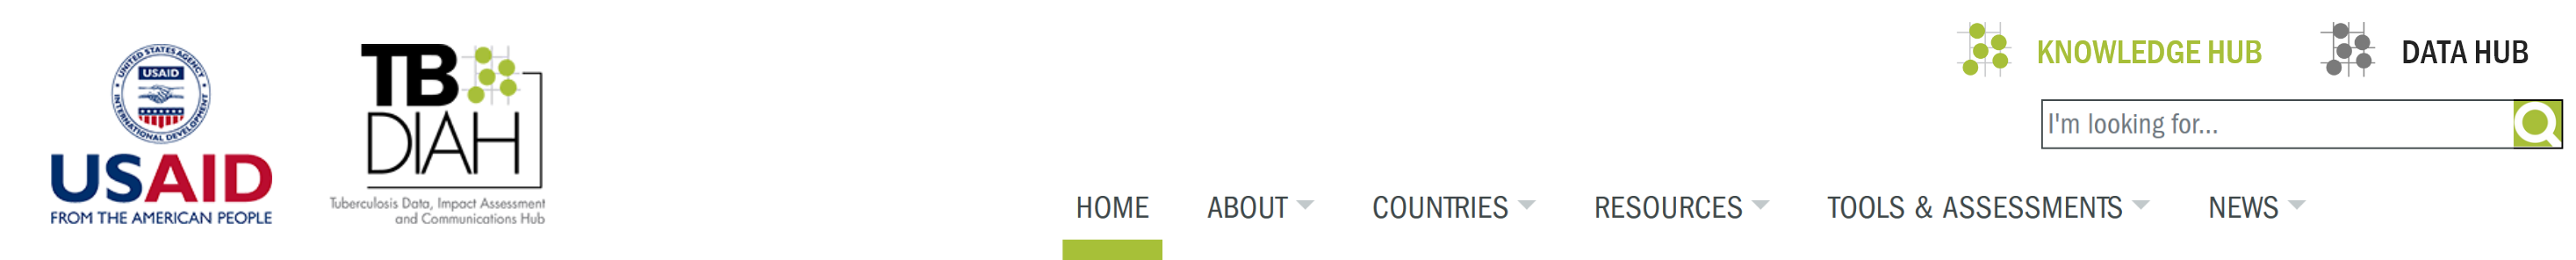 UNITED STATES AGENCY
USAID
INTERNATIONAL DEVELOPMENT
USAID
FROM THE AMERICAN PEOPLE
TB
DIAH
Tuberculosis Data, Impact Assessment
and Communications Hub
KNOWLEDGE HUB
DATA HUB
I'm looking for...
HOME
ABOUT
COUNTRIES
RESOURCES
TOOLS & ASSESSMENTS
NEWS